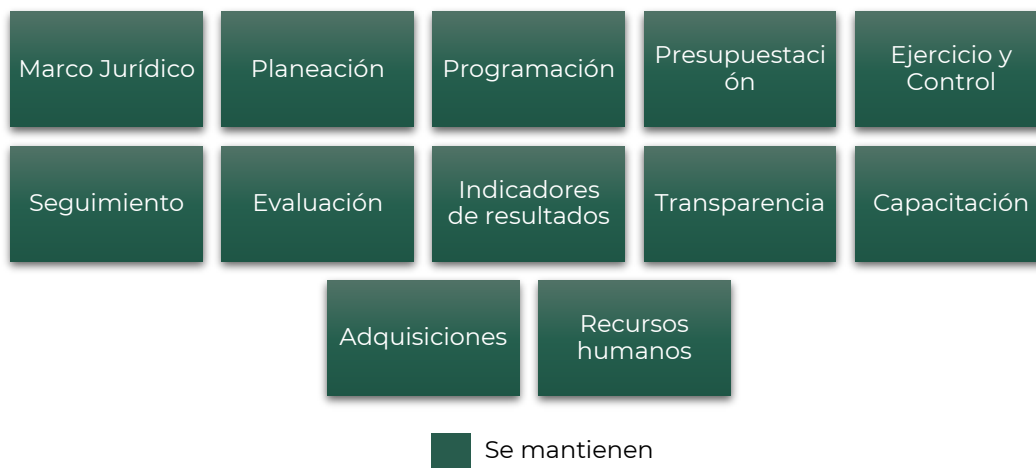 Marco Jurídico
Planeación
Programación
Presupuestaci
ón
Ejercicio y
Control
Seguimiento
Evaluación
Indicadores
de resultados
Transparencia
Capacitación
Adquisiciones
Recursos
humanos
Se mantienen